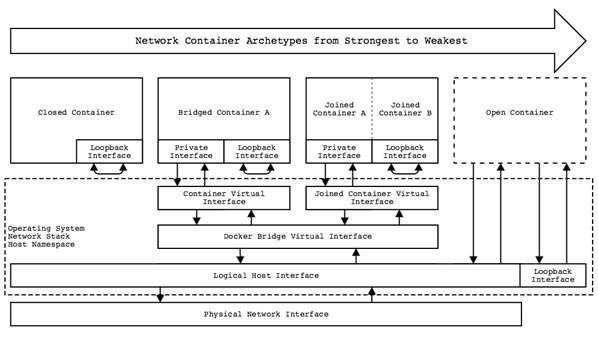 Network Container Archetypes from Strongest to Weakest
Closed Container
Loopback
Interface
Bridged Container A
Private
Interface
Loopback
Interface
Joined
Container A
Joined
Container B
Private
Interface
Loopback
Interface
Open Container
Container Virtual
Interface
Joined Container Virtual
Interface
Operating System
Network Stack
Host Namespace
Docker Bridge Virtual Interface
Logical Host Interface
Loopback
Interface
Physical Network Interface